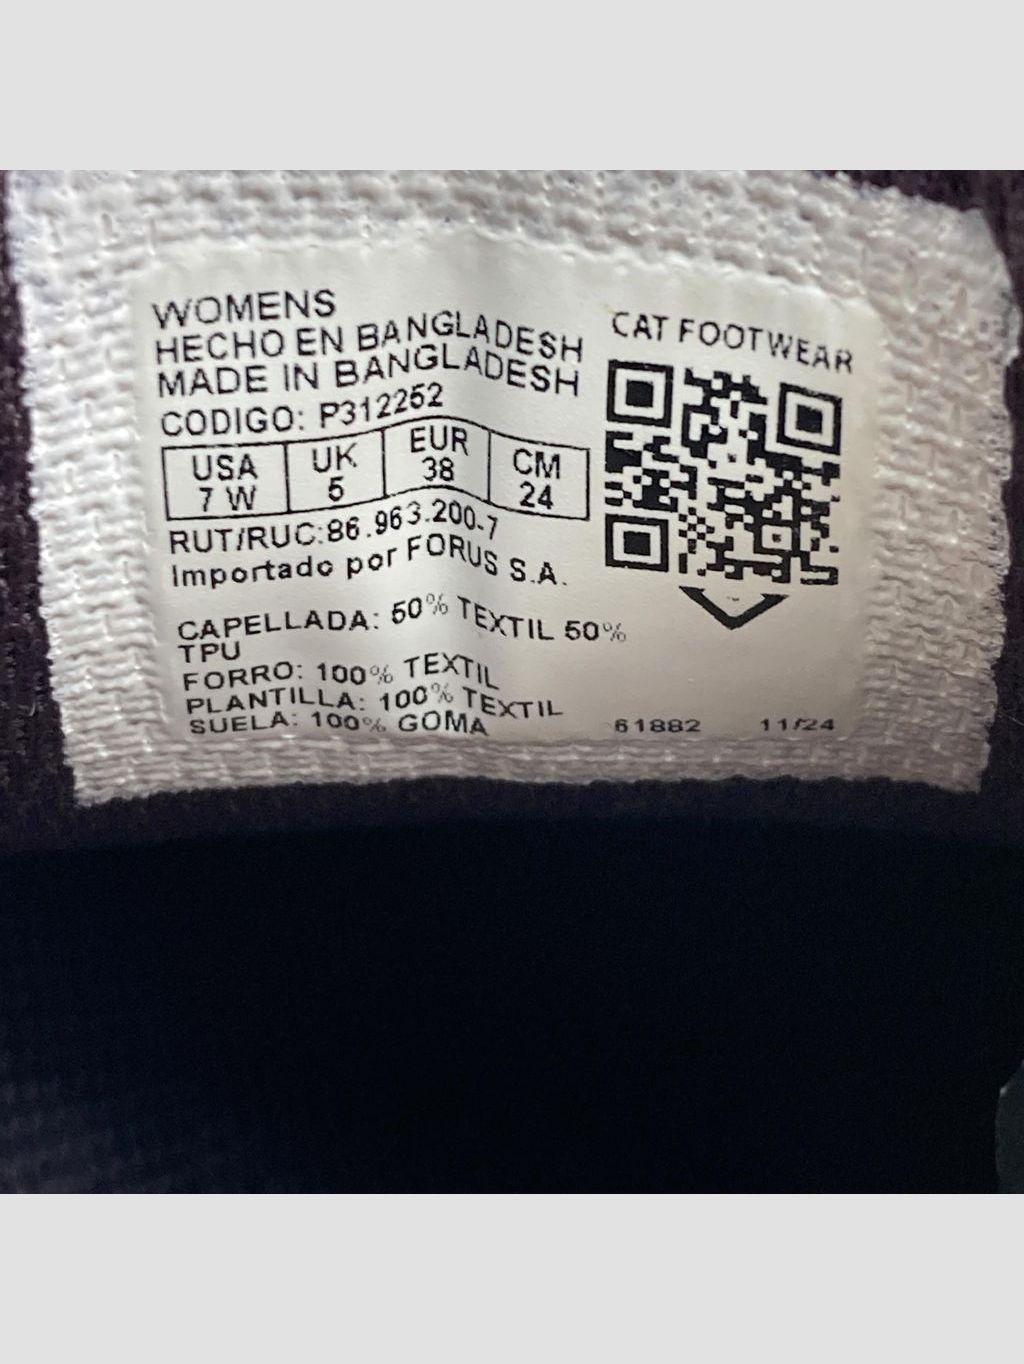 WOMENS
HECHO EN BANGLADESH
MADE IN BANGLADESH
CODIGO: P312252
USA UK EUR CM
7 W 5 38 24
RUT/RUC:86.963.200-7
Importado por FORUS S.A.
CAPELLADA: 50% TEXTIL 50%
TPU
FORRO: 100% TEXTIL
PLANTILLA: 100% TEXTIL
SUELA: 100% GOMA
CAT FOOTWEAR
61882 11/24